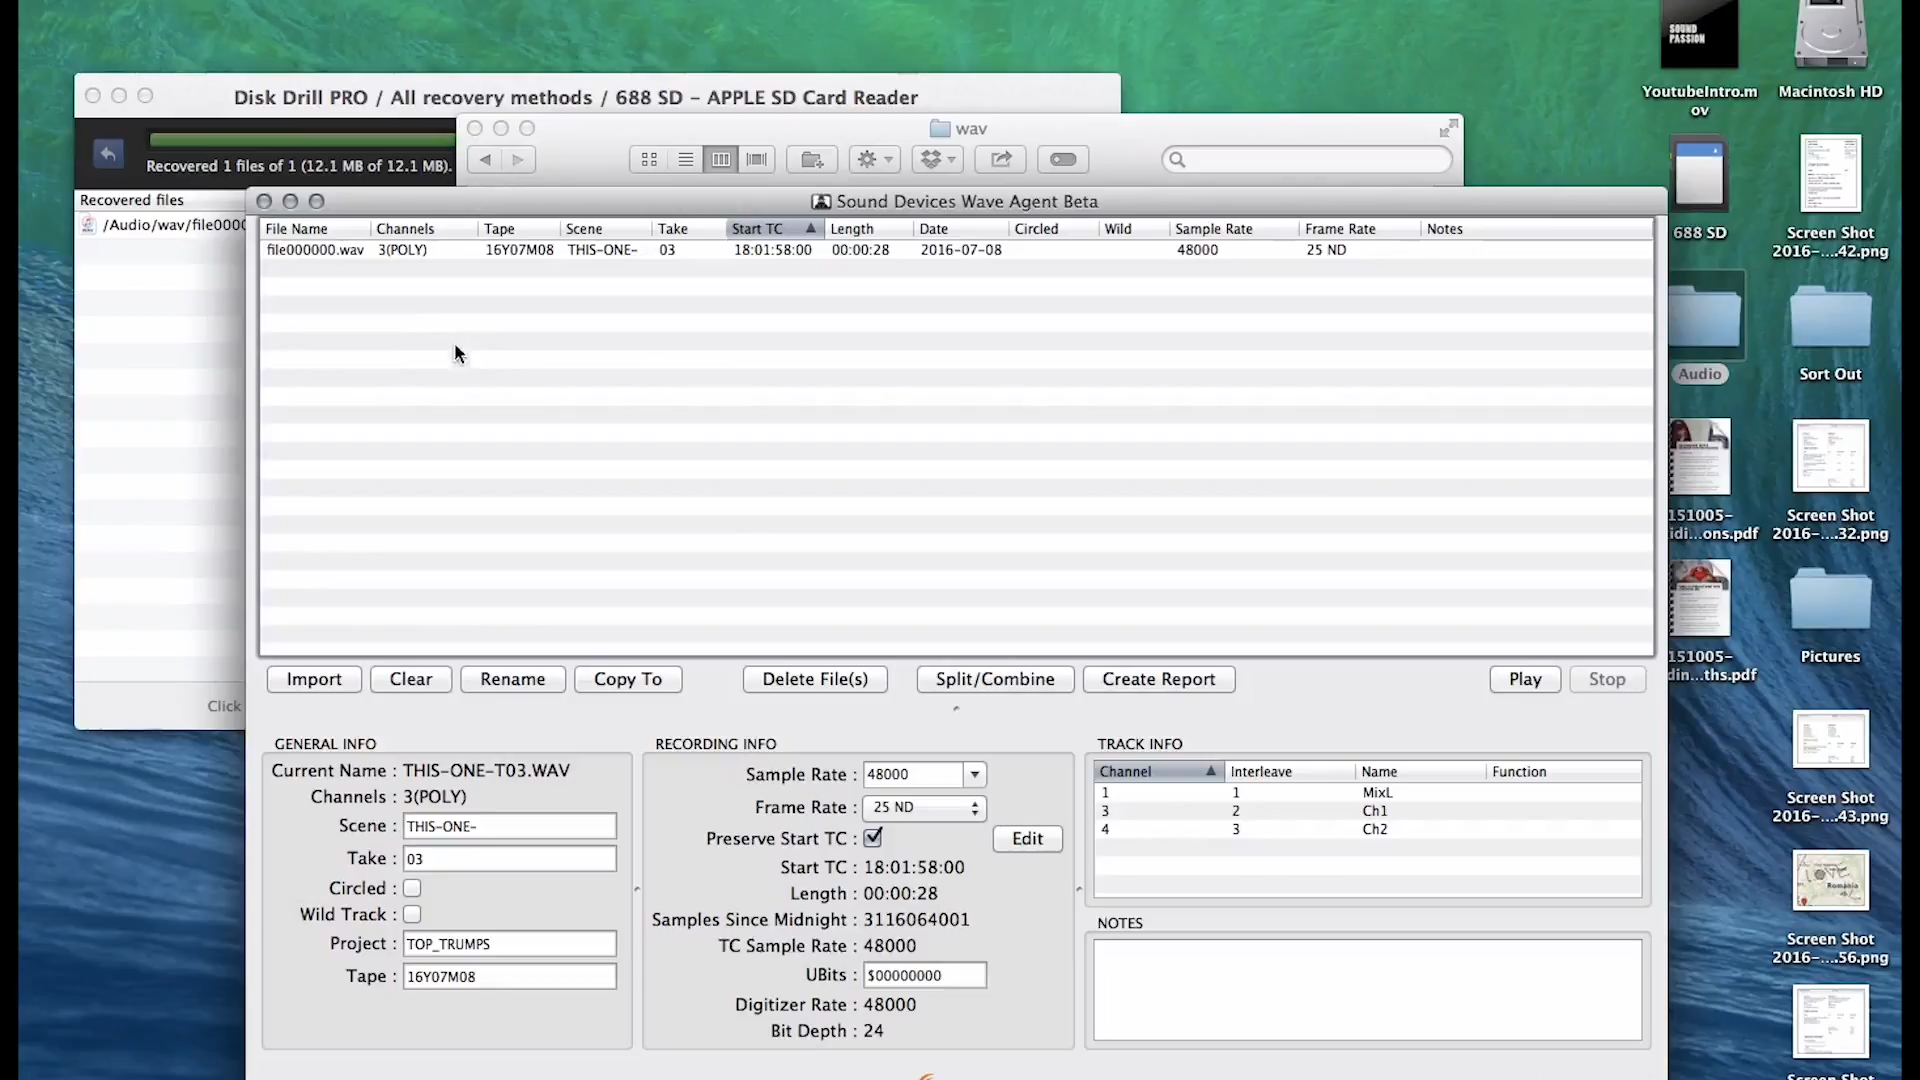 Disk Drill PRO / All recovery methods / 688 SD - APPLE SD Card Reader
Recovered 1 files of 1 (12.1 MB of 12.1 MB).
Recovered files
/Audio/wav/file0000
Click
wav
Sound Devices Wave Agent Beta
File Name Channels Tape Scene Take Start TC Length Date Circled Wild Sample Rate Frame Rate Notes
file000000.wav 3(POLY) 16Y07M08 THIS-ONE- 03 18:01:58:00 00:00:28 2016-07-08 48000 25 ND
Import Clear Rename Copy To Delete File(s) Split/Combine Create Report Play Stop
GENERAL INFO
Current Name : THIS-ONE-T03.WAV
Channels : 3(POLY)
Scene : THIS-ONE-
Take : 03
Circled :
Wild Track :
Project : TOP_TRUMPS
Tape : 16Y07M08
RECORDING INFO
Sample Rate : 48000
Frame Rate : 25 ND
Preserve Start TC : Edit
Start TC : 18:01:58:00
Length : 00:00:28
Samples Since Midnight : 3116064001
TC Sample Rate : 48000
UBits : $00000000
Digitizer Rate : 48000
Bit Depth : 24
TRACK INFO
Channel Interleave Name Function
1 1 MixL
3 2 Ch1
4 3 Ch2
NOTES
SOUND
PASSION
YoutubeIntro.m
ov
Macintosh HD
688 SD
Screen Shot
2016-....42.png
Audio
Sort Out
151005-
idi...ons.pdf
Screen Shot
2016-....32.png
151005-
din...ths.pdf
Pictures
Screen Shot
2016-....43.png
LOVE
Romania
Screen Shot
2016-....56.png
Screen Shot